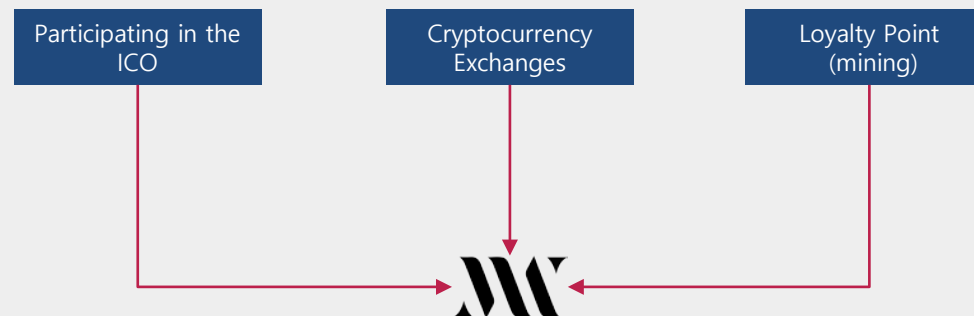 Participating in the
ICO
Cryptocurrency
Exchanges
Loyalty Point
(mining)